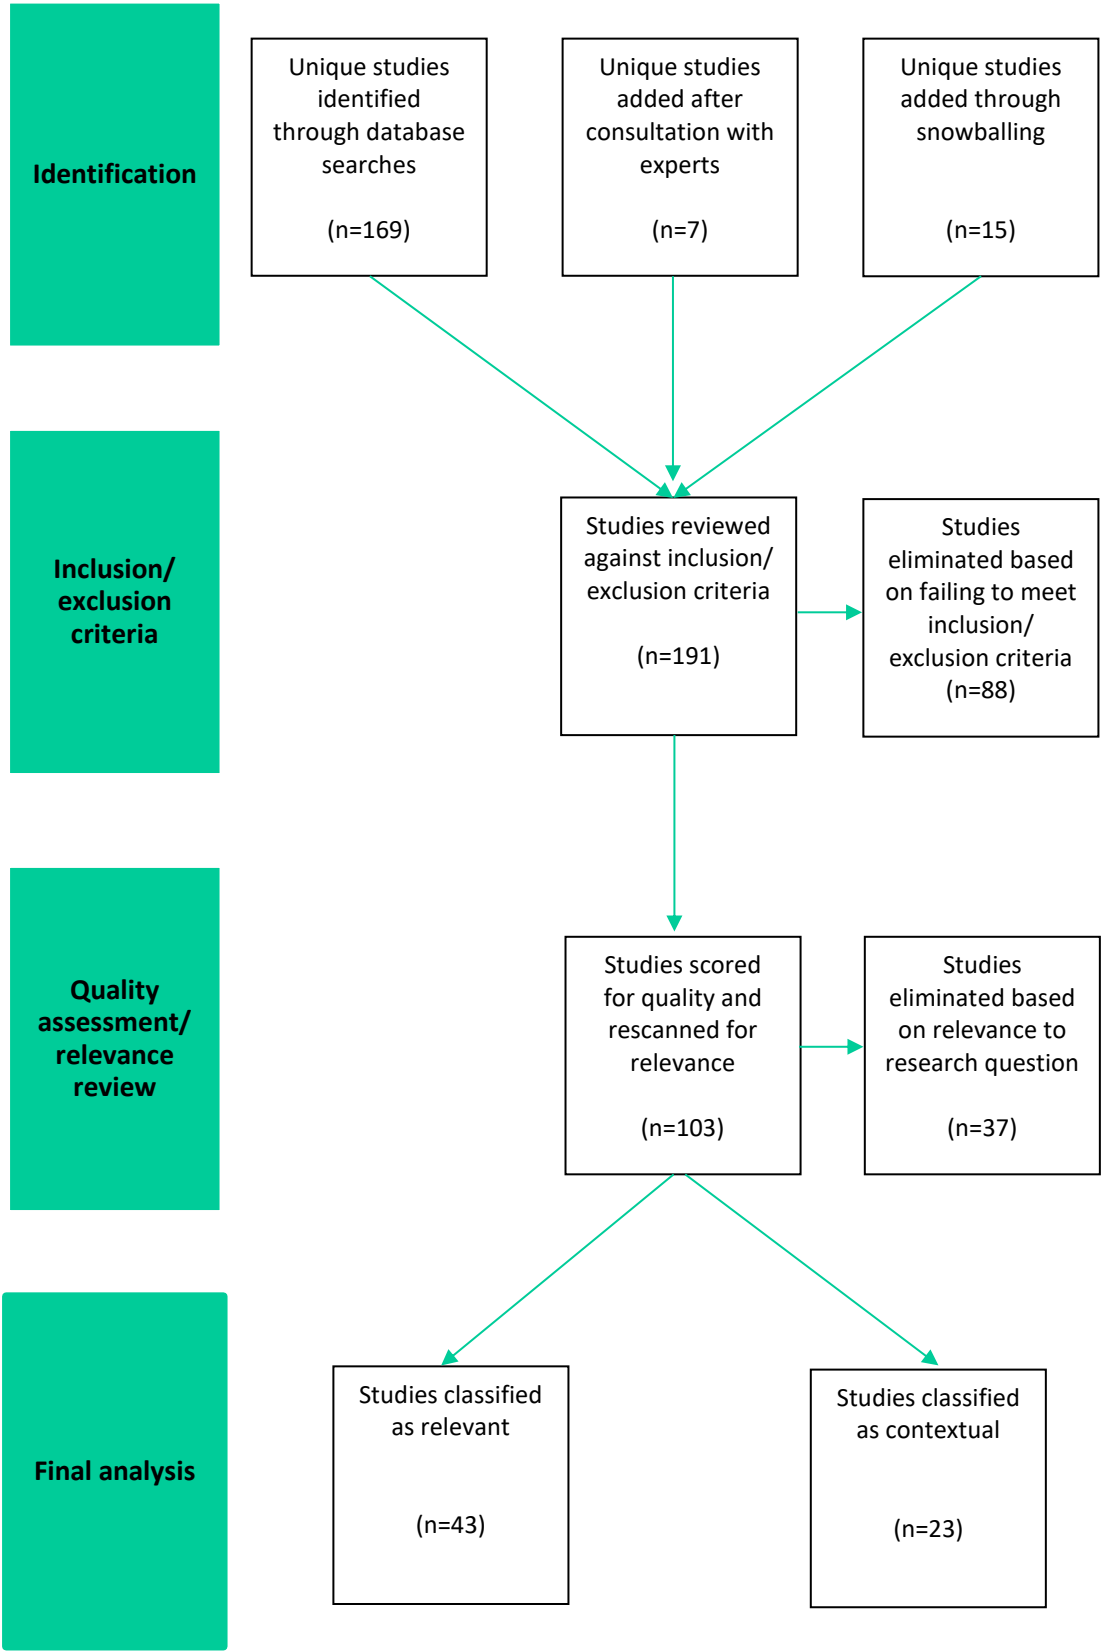 Identification
Unique studies
identified
through database
searches
(n=169)
Unique studies
added after
consultation with
experts
(n=7)
Unique studies
added through
snowballing
(n=15)
Inclusion/
exclusion
criteria
Studies reviewed
against inclusion/
exclusion criteria
(n=191)
Studies
eliminated based
on failing to meet
inclusion/
exclusion criteria
(n=88)
Quality
assessment/
relevance
review
Studies scored
for quality and
rescanned for
relevance
(n=103)
Studies
eliminated based
on relevance to
research question
(n=37)
Final analysis
Studies classified
as relevant
(n=43)
Studies classified
as contextual
(n=23)